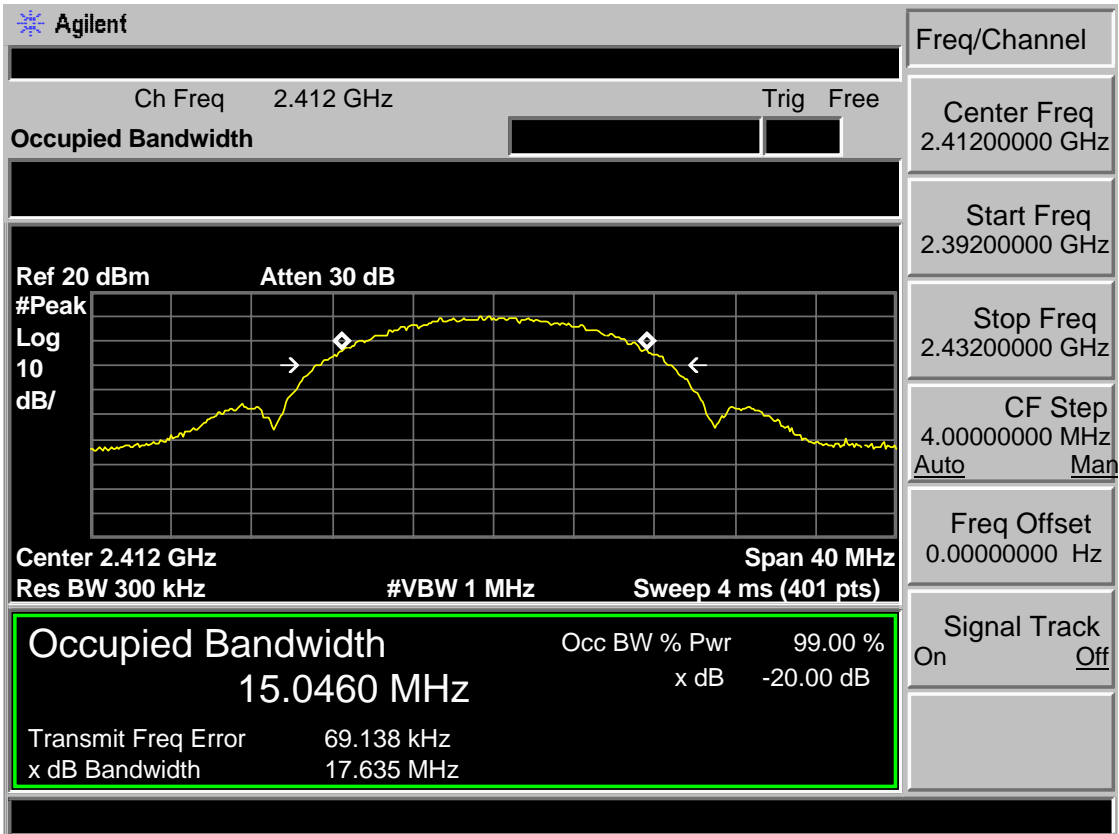 Agilent
Freq/Channel
Ch Freq 2.412 GHz Trig Free
Occupied Bandwidth
Center Freq
2.41200000 GHz
Start Freq
2.39200000 GHz
Stop Freq
2.43200000 GHz
CF Step
4.00000000 MHz
Auto Man
Freq Offset
0.00000000 Hz
Signal Track
On Off
Ref 20 dBm Atten 30 dB
#Peak
Log
10
dB/
Center 2.412 GHz Span 40 MHz
Res BW 300 kHz #VBW 1 MHz Sweep 4 ms (401 pts)
Occupied Bandwidth Occ BW % Pwr 99.00 %
15.0460 MHz x dB -20.00 dB
Transmit Freq Error 69.138 kHz
x dB Bandwidth 17.635 MHz